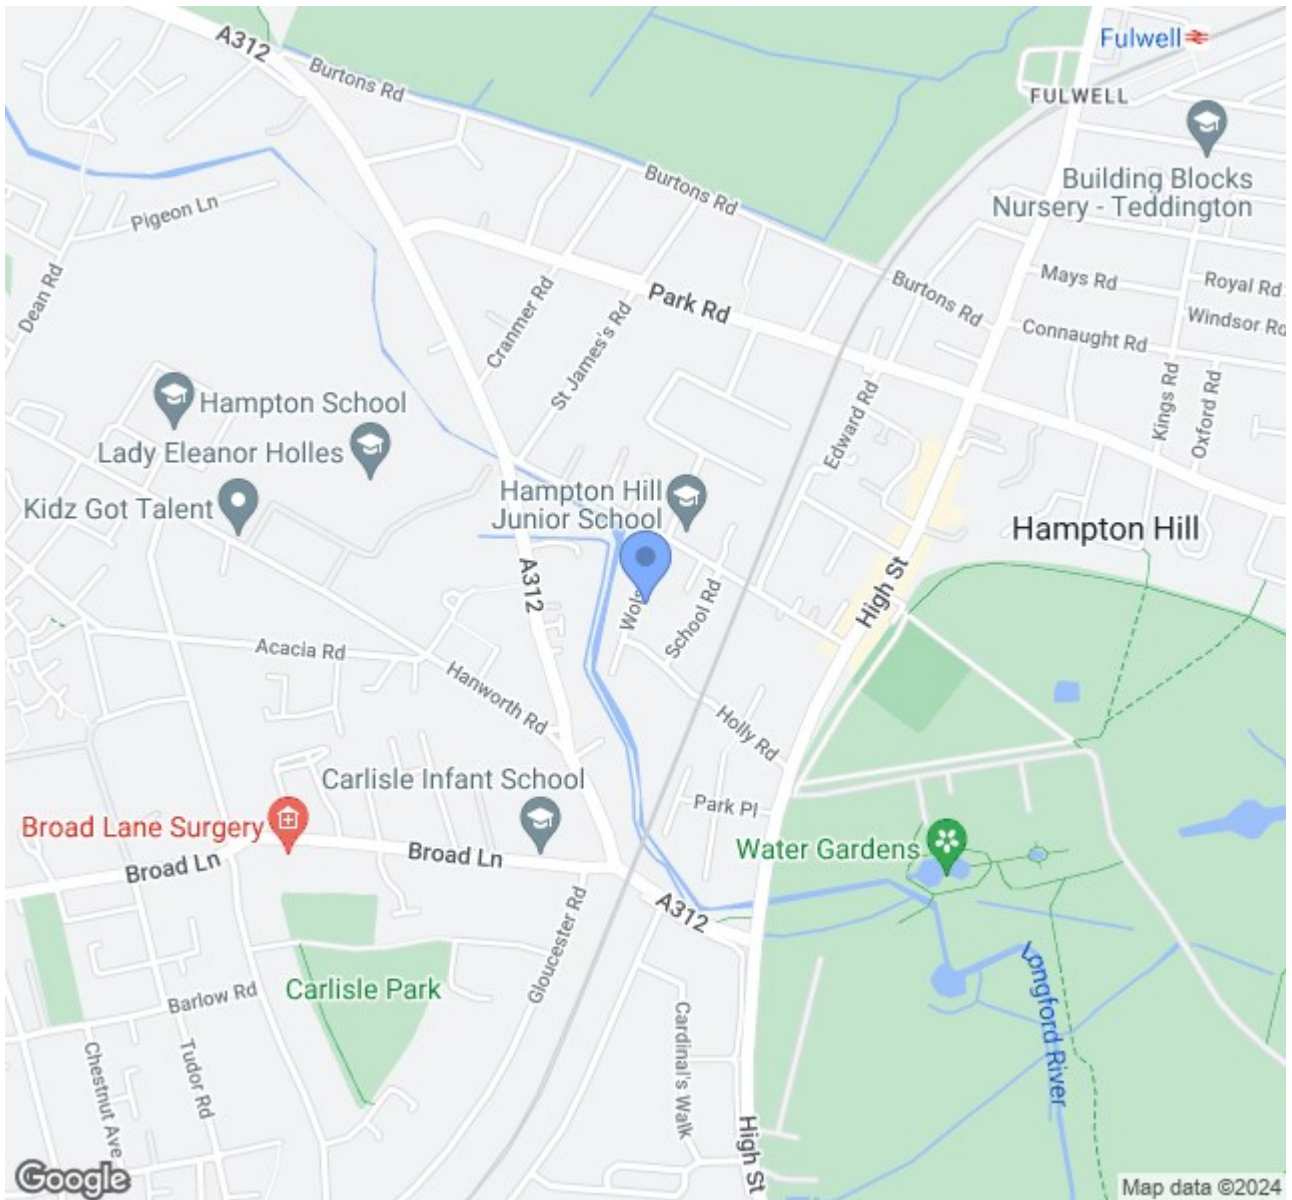 A312
Fulwell
Burtons Rd
FULWELL
Building Blocks
Nursery - Teddington
Burtons Rd
Pigeon Ln
Dean Rd
Mays Rd
Royal Rd
Burtons Rd
Park Rd
Windsor Rd
Cranmer Rd
St James's Rd
Connaught Rd
Kings Rd
Oxford Rd
Hampton School
Edward Rd
Lady Eleanor Holles
Kidz Got Talent
Hampton Hill
Junior School
Hampton Hill
A312
High St
Wols
School Rd
Acacia Rd
Hanworth Rd
Holly Rd
Carlisle Infant School
Park Pl
Broad Lane Surgery
Water Gardens
Broad Ln
Broad Ln
A312
Gloucester Rd
Longford River
Carlisle Park
Barlow Rd
Cardinal's Walk
Chestnut Ave
Tudor Rd
High St
Google
Map data ©2024